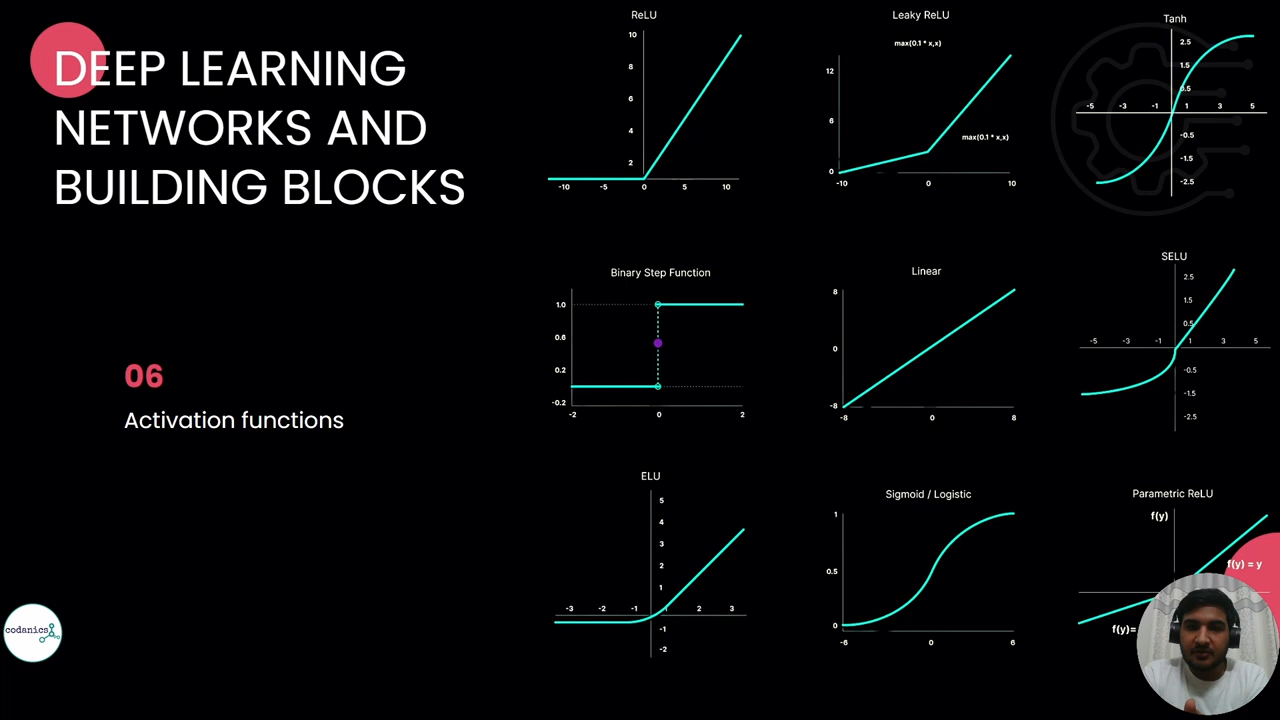 DEEP LEARNING
NETWORKS AND
BUILDING BLOCKS
06
Activation functions
codanics
ReLU
10
8
6
4
2
-10 -5 0 5 10
Leaky ReLU
max(0.1 * x,x)
12
6
0
max(0.1 * x,x)
-10 0 10
Tanh
2.5
1.5
0.5
-5 -3 -1 1 3 5
-0.5
-1.5
-2.5
Binary Step Function
1.0
0.6
0.2
-0.2
-2 0 2
Linear
8
0
-8
-8 0 8
SELU
2.5
1.5
0.5
-5 -3 -1 1 3 5
-0.5
-1.5
-2.5
ELU
5
4
3
2
1
-3 -2 -1 1 2 3
-1
-2
Sigmoid / Logistic
1
0.5
0
-6 0 6
Parametric ReLU
f(y)
f(y) = y
f(y)=